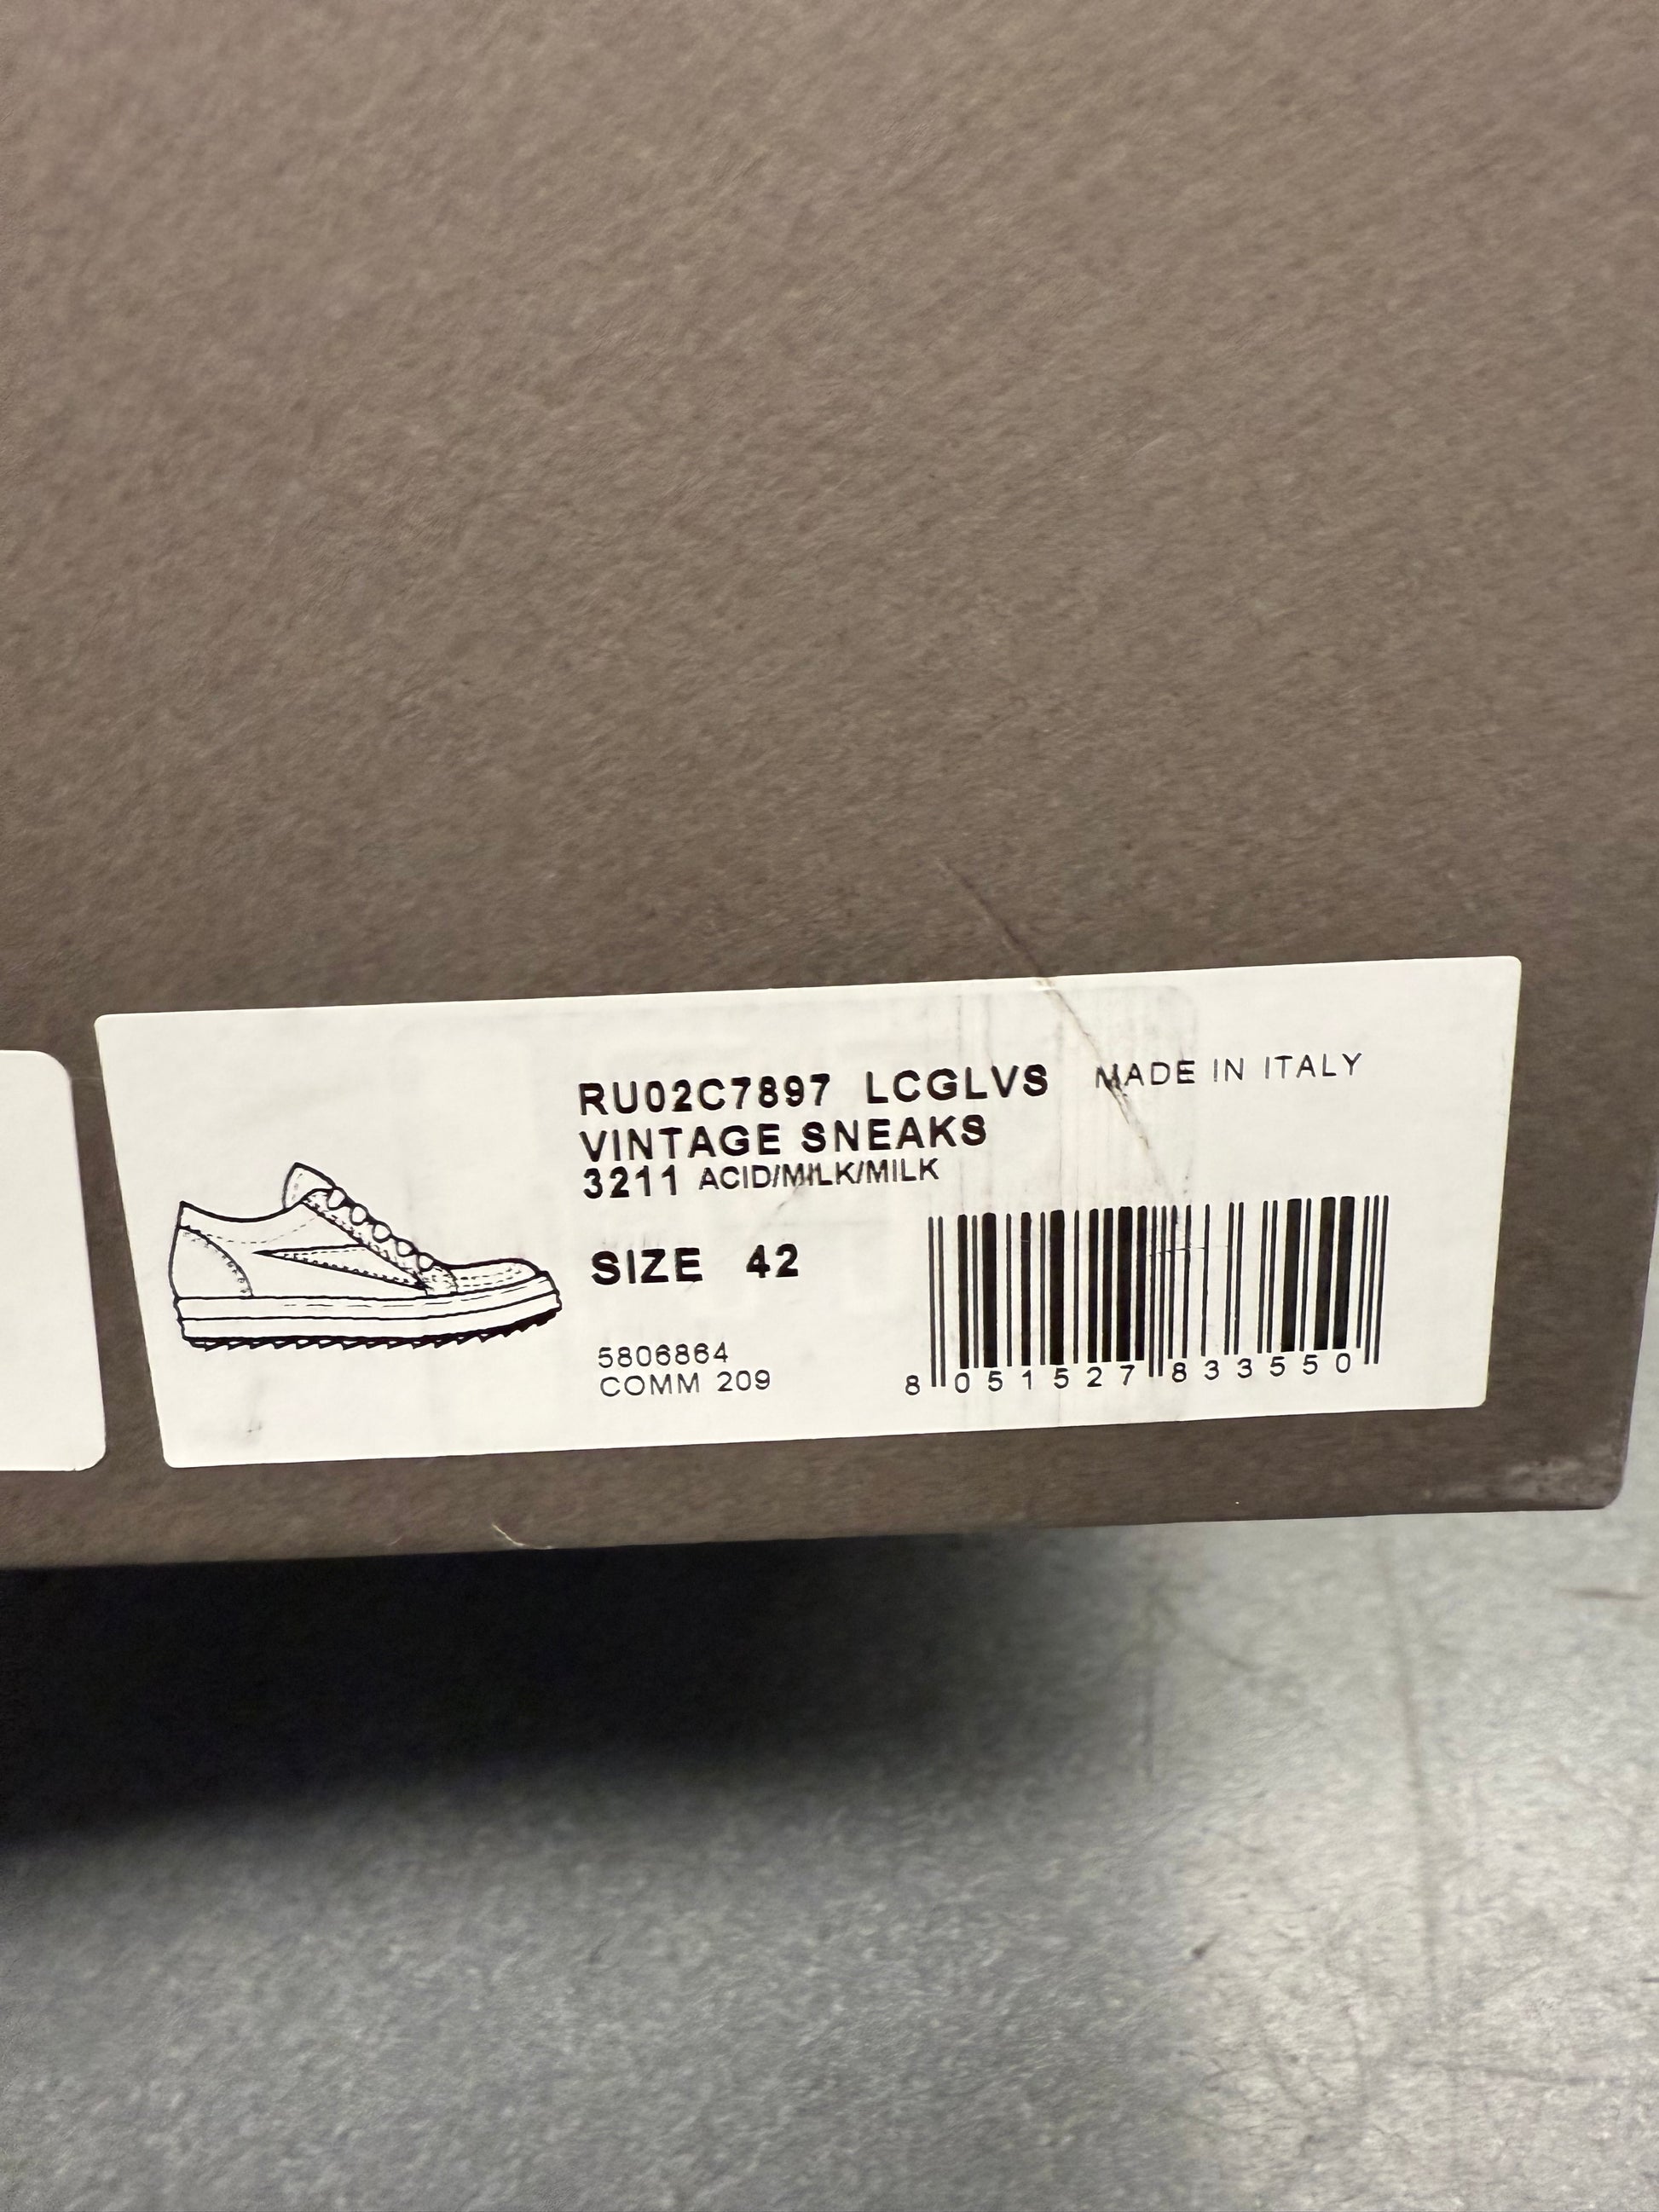 RU02C7897 LCGLVS MADE IN ITALY
VINTAGE SNEAKS
3211 ACID/MILK/MILK
SIZE 42
5806864
COMM 209
8 051527 833550